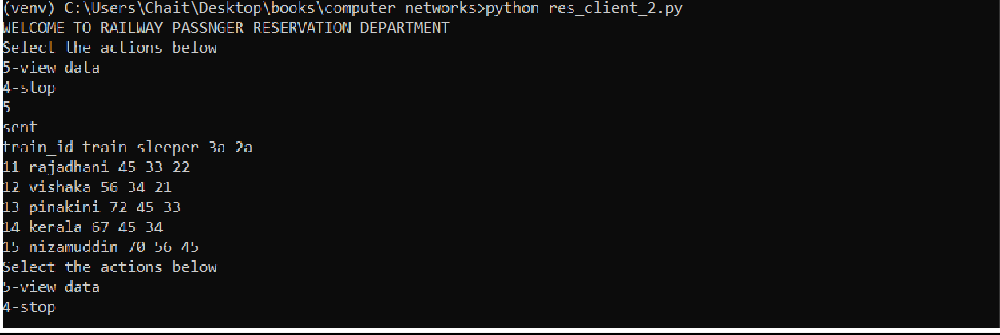 (venv) C:\Users\Chait\Desktop\books\computer networks>python res_client_2.py
WELCOME TO RAILWAY PASSNGER RESERVATION DEPARTMENT
Select the actions below
5-view data
4-stop
5
sent
train_id train sleeper 3a 2a
11 rajadhani 45 33 22
12 vishaka 56 34 21
13 pinakini 72 45 33
14 kerala 67 45 34
15 nizamuddin 70 56 45
Select the actions below
5-view data
4-stop